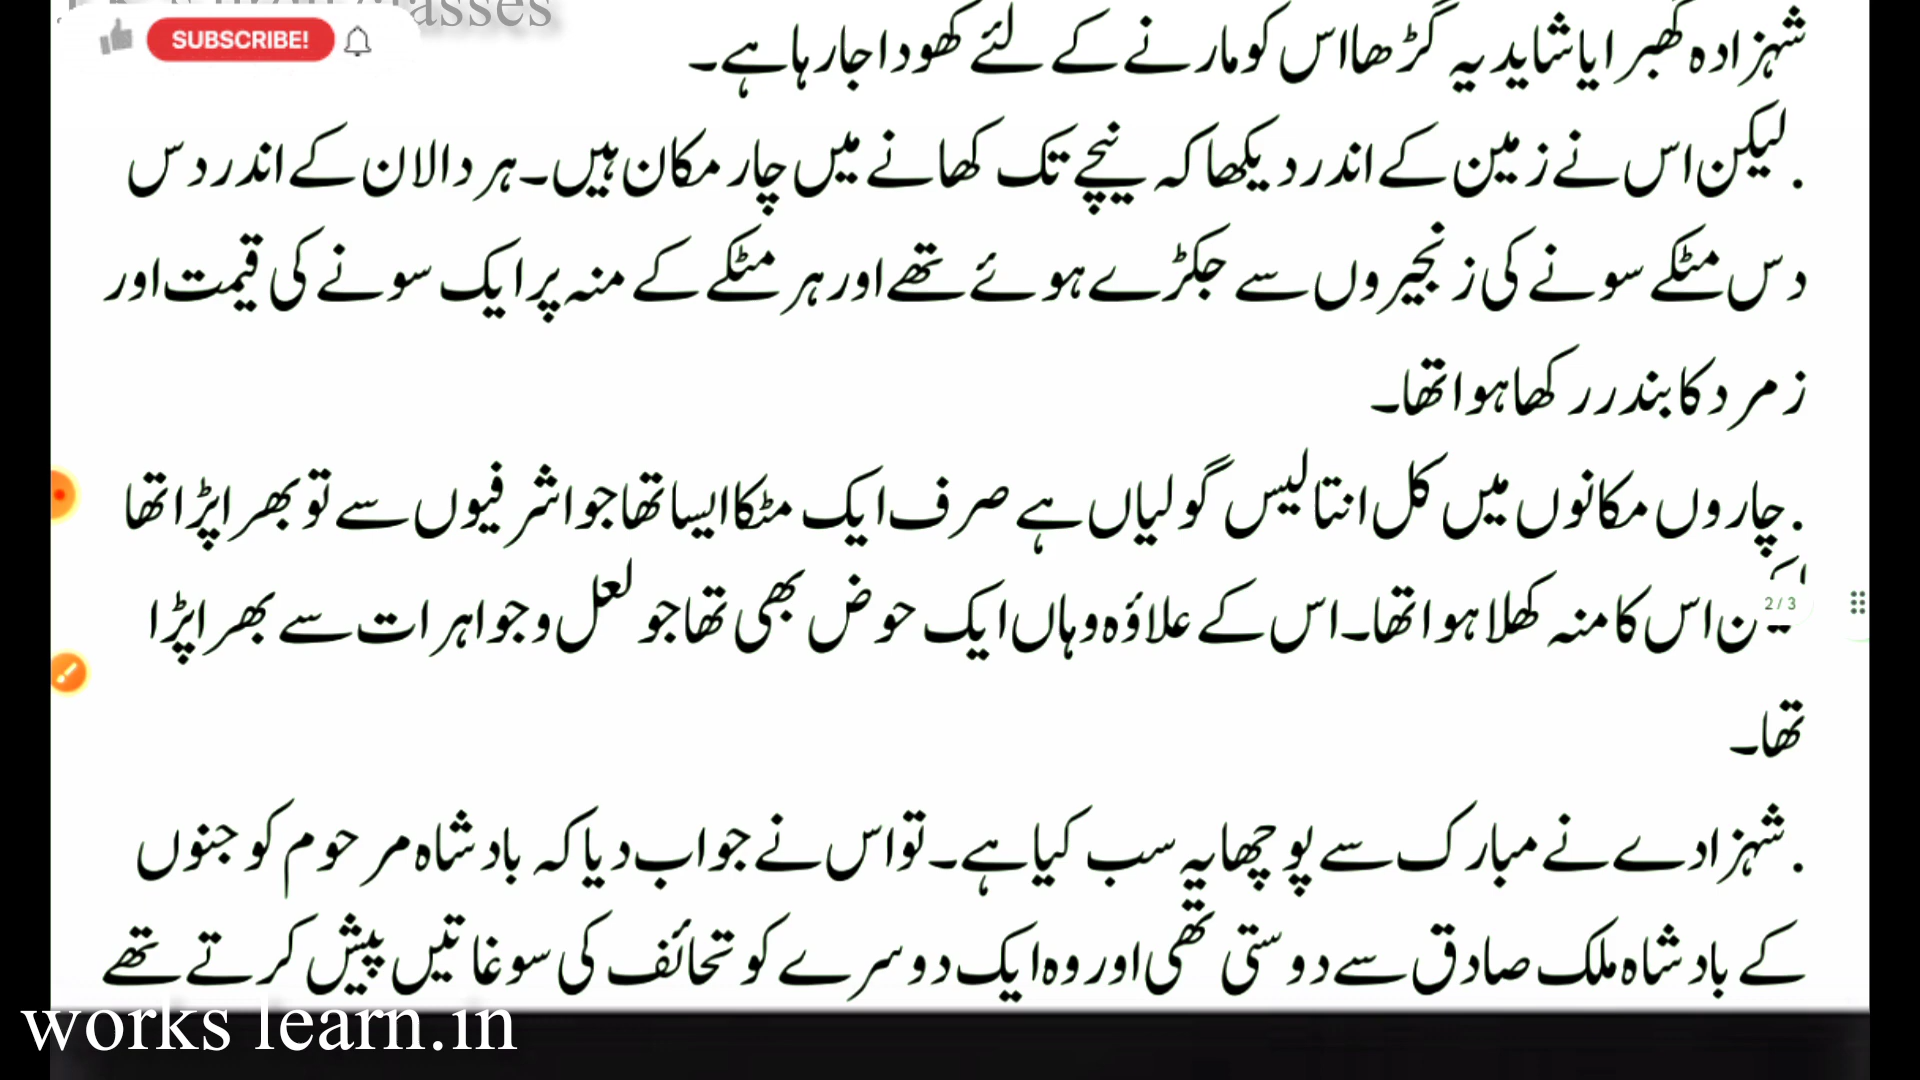 SUBSCRIBE!
شہزادہ گھبرایا شاید یہ گڑھا اس کو مارنے کے لئے کھودا جا رہا ہے۔
. لیکن اس نے زمین کے اندر دیکھا کہ نیچے تک کھانے میں چار مکان ہیں۔ ہر دالان کے اندر دس
دس مٹکے سونے کی زنجیروں سے جکڑے ہوئے تھے اور ہر مٹکے کے منہ پر ایک سونے کی قیمت اور
زمرد کا بندر رکھا ہوا تھا۔
. چاروں مکانوں میں کل انتالیس گولیاں ہے صرف ایک مٹکا ایسا تھا جو اشرفیوں سے تو بھرا پڑا تھا
اس کا منہ کھلا ہوا تھا۔ اس کے علاوٗہ وہاں ایک حوض بھی تھا جو لعل و جواہرات سے بھرا پڑا
2/3
تھا۔
. شہزادے نے مبارک سے پوچھا یہ سب کیا ہے۔ تو اس نے جواب دیا کہ بادشاہ مرحوم کو جنوں
کے بادشاہ ملک صادق سے دوستی تھی اور وہ ایک دوسرے کو تحائف کی سوغاتیں پیش کرتے تھے
works learn.in